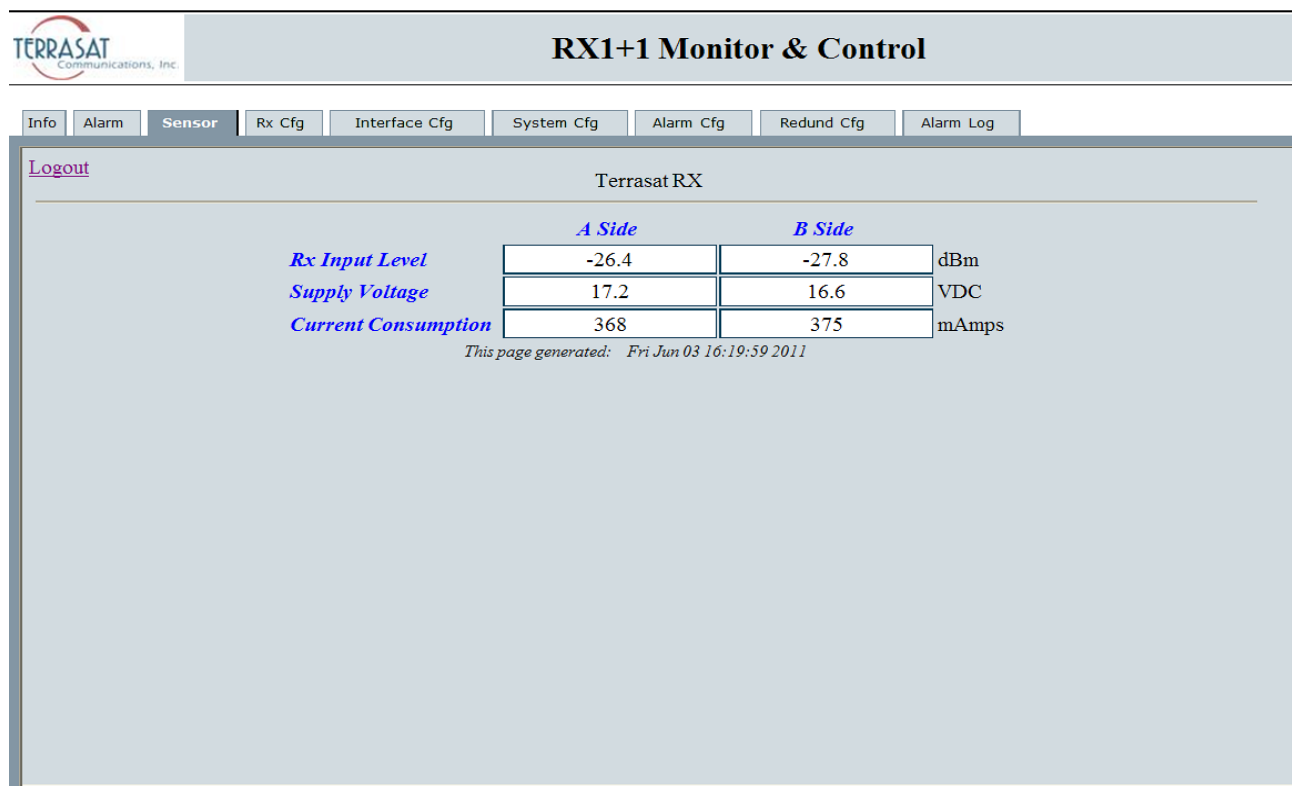 TERRASAT
Communications, Inc.
RX1+1 Monitor & Control
Info Alarm Sensor Rx Cfg Interface Cfg System Cfg Alarm Cfg Redund Cfg Alarm Log
Logout
Terrasat RX
A Side B Side
Rx Input Level -26.4 -27.8 dBm
Supply Voltage 17.2 16.6 VDC
Current Consumption 368 375 mAmps
This page generated: Fri Jun 03 16:19:59 2011